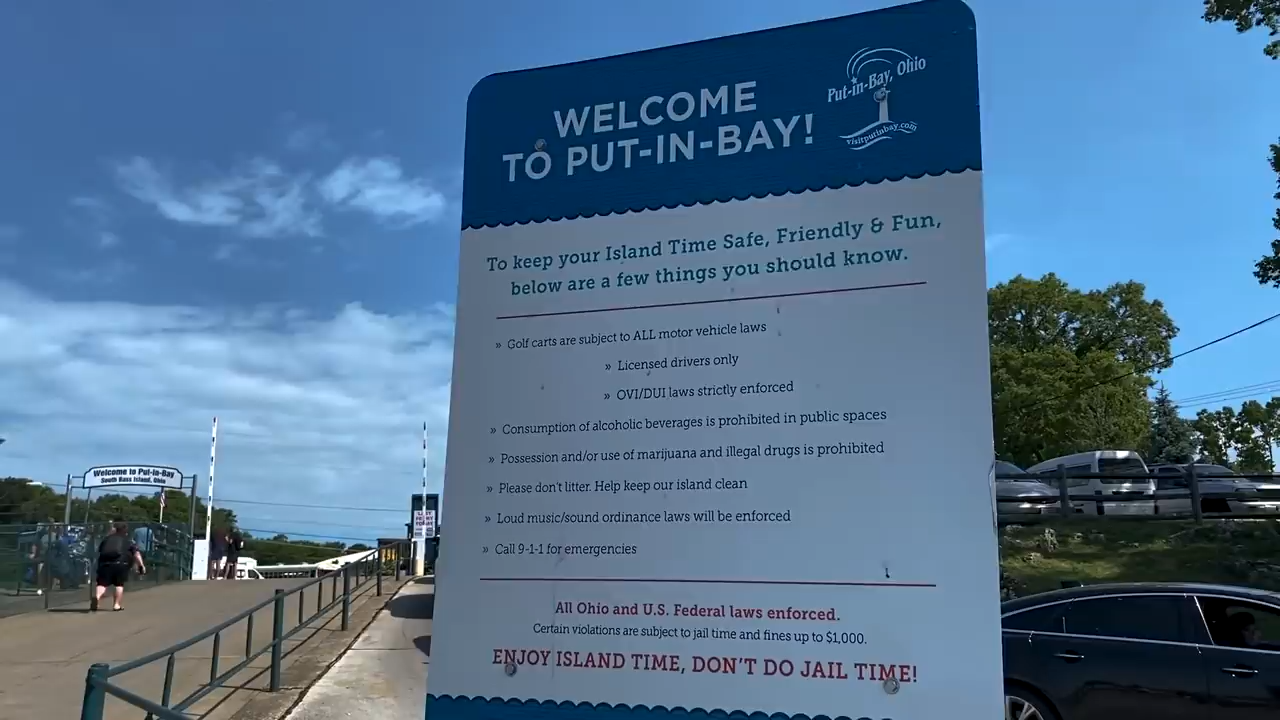 WELCOME
TO PUT-IN-BAY!
Put-in-Bay, Ohio
visitputinbay.com
To keep your Island Time Safe, Friendly & Fun,
below are a few things you should know.
» Golf carts are subject to ALL motor vehicle laws
» Licensed drivers only
» OVI/DUI laws strictly enforced
» Consumption of alcoholic beverages is prohibited in public spaces
» Possession and/or use of marijuana and illegal drugs is prohibited
» Please don't litter. Help keep our island clean
» Loud music/sound ordinance laws will be enforced
» Call 9-1-1 for emergencies
All Ohio and U.S. Federal laws enforced.
Certain violations are subject to jail time and fines up to $1,000.
ENJOY ISLAND TIME, DON'T DO JAIL TIME!
Welcome to Put-in-Bay
South Bass Island, Ohio